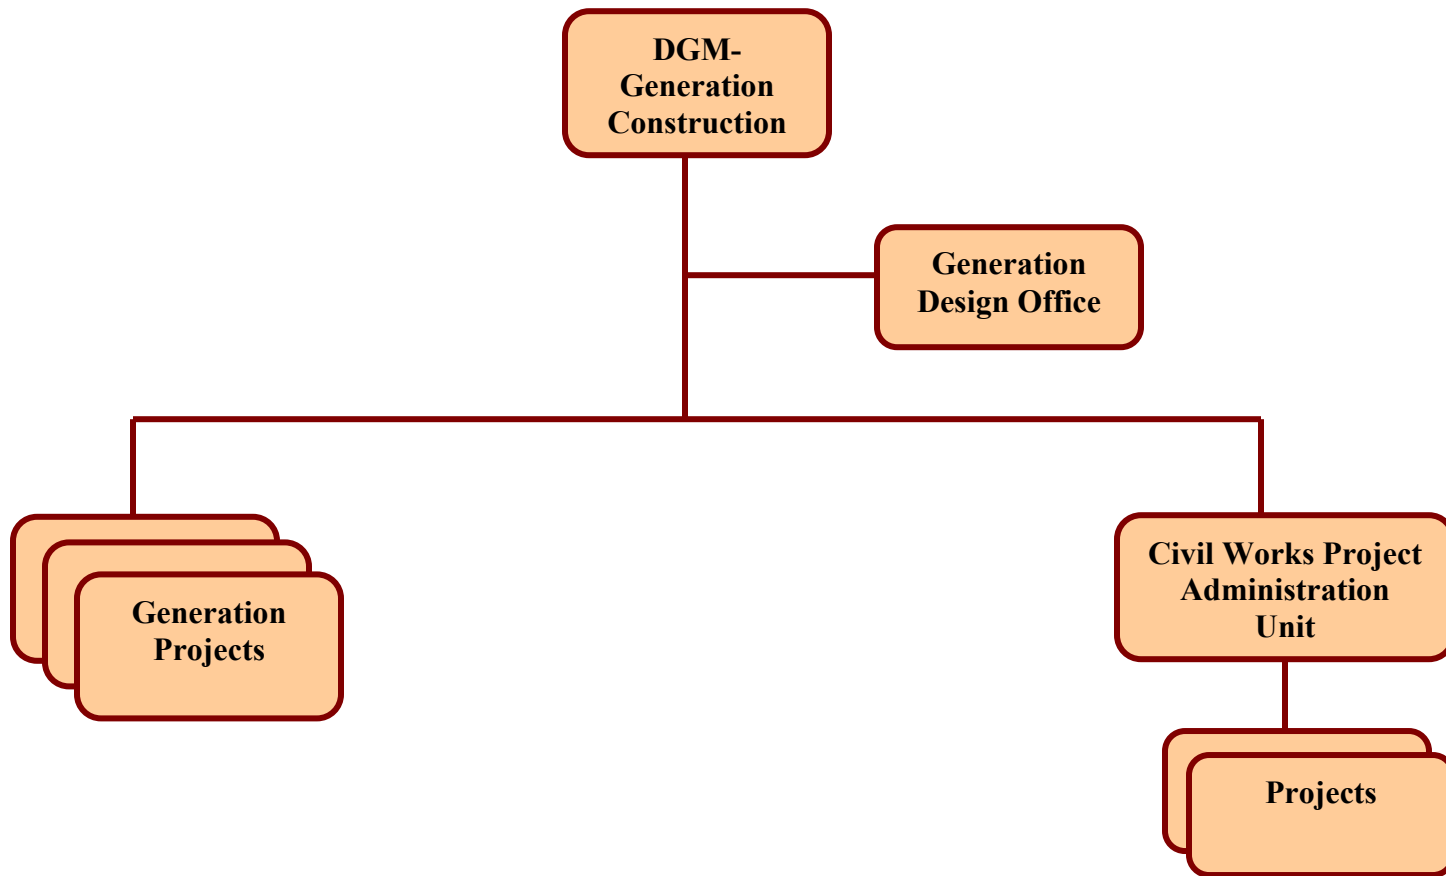 DGM-
Generation
Construction
Generation
Design Office
Generation
Projects
Civil Works Project
Administration
Unit
Projects